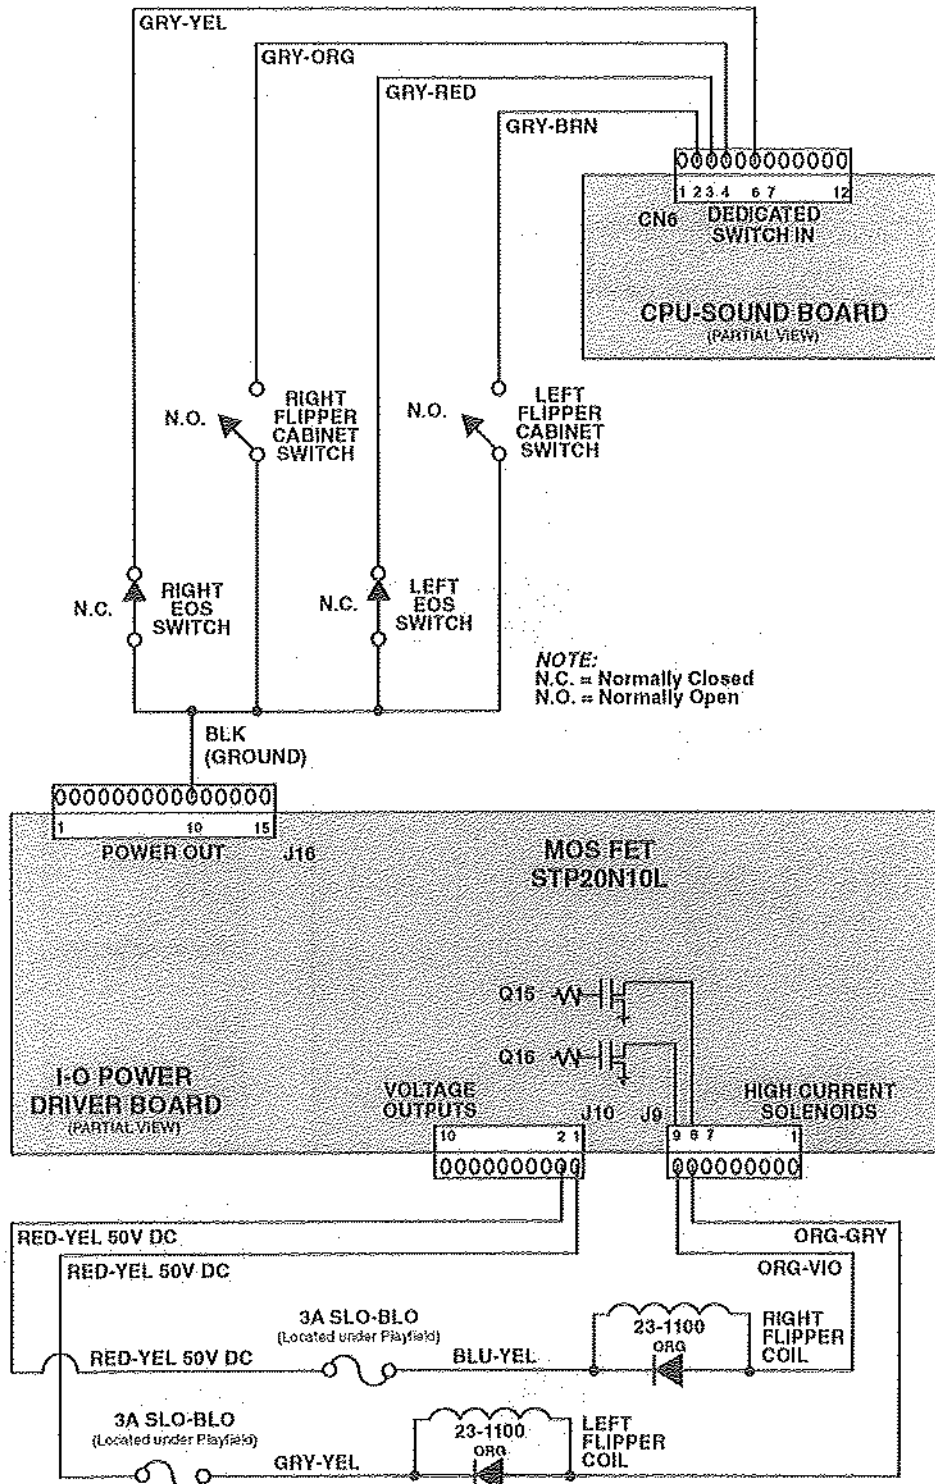 GRY-YEL
GRY-ORG
GRY-RED
GRY-BRN
1 2 3 4 6 7 12
CN6
DEDICATED
SWITCH IN
CPU-SOUND BOARD
(PARTIAL VIEW)
N.O.
RIGHT
FLIPPER
CABINET
SWITCH
N.O.
LEFT
FLIPPER
CABINET
SWITCH
N.C.
RIGHT
EOS
SWITCH
N.C.
LEFT
EOS
SWITCH
NOTE:
N.C. = Normally Closed
N.O. = Normally Open
BLK
(GROUND)
1 10 15
POWER OUT
J16
MOS FET
STP20N10L
Q15
Q16
I-O POWER
DRIVER BOARD
(PARTIAL VIEW)
VOLTAGE
OUTPUTS
J10
J9
HIGH CURRENT
SOLENOIDS
10 2 1
9 8 7 1
RED-YEL 50V DC
ORG-GRY
RED-YEL 50V DC
ORG-VIO
3A SLO-BLO
(Located under Playfield)
23-1100
ORG
RIGHT
FLIPPER
COIL
RED-YEL 50V DC
BLU-YEL
3A SLO-BLO
(Located under Playfield)
23-1100
ORG
LEFT
FLIPPER
COIL
GRY-YEL